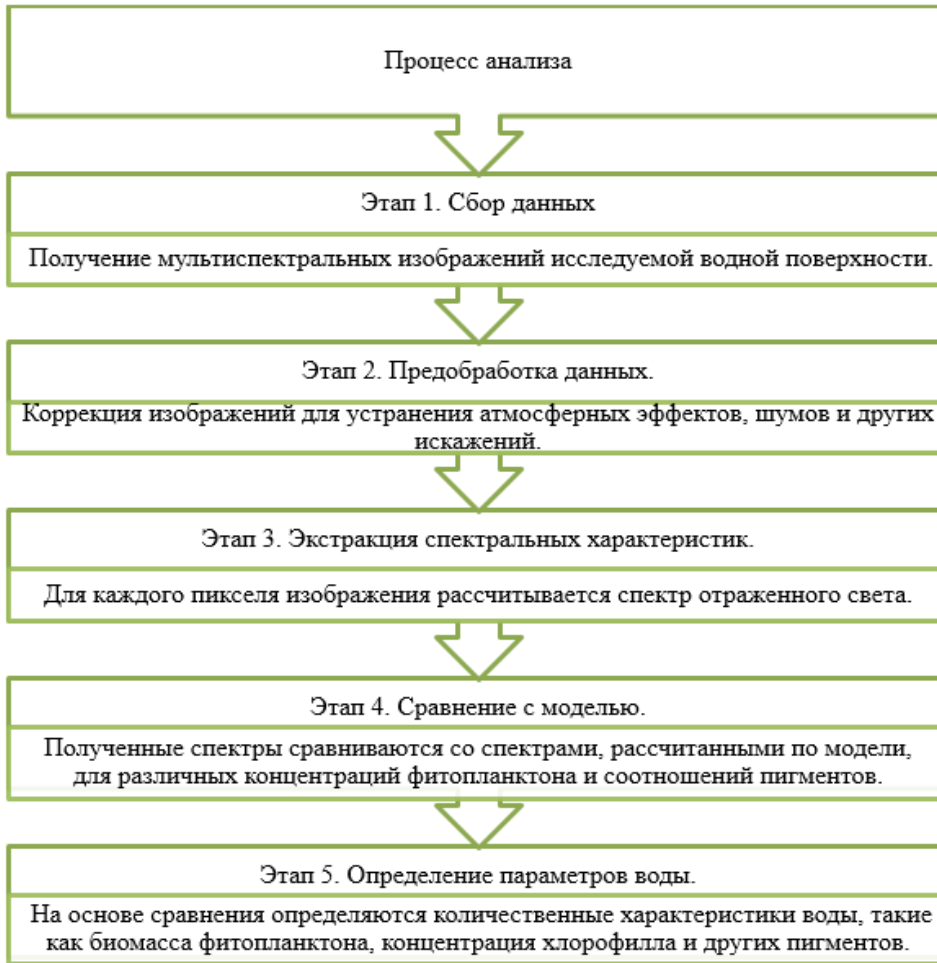 Процесс анализа
Этап 1. Сбор данных
Получение мультиспектральных изображений исследуемой водной поверхности.
Этап 2. Предобработка данных.
Коррекция изображений для устранения атмосферных эффектов, шумов и других
искажений.
Этап 3. Экстракция спектральных характеристик.
Для каждого пикселя изображения рассчитывается спектр отраженного света.
Этап 4. Сравнение с моделью.
Полученные спектры сравниваются со спектрами, рассчитанными по модели,
для различных концентраций фитопланктона и соотношений пигментов.
Этап 5. Определение параметров воды.
На основе сравнения определяются количественные характеристики воды, такие
как биомасса фитопланктона, концентрация хлорофилла и других пигментов.